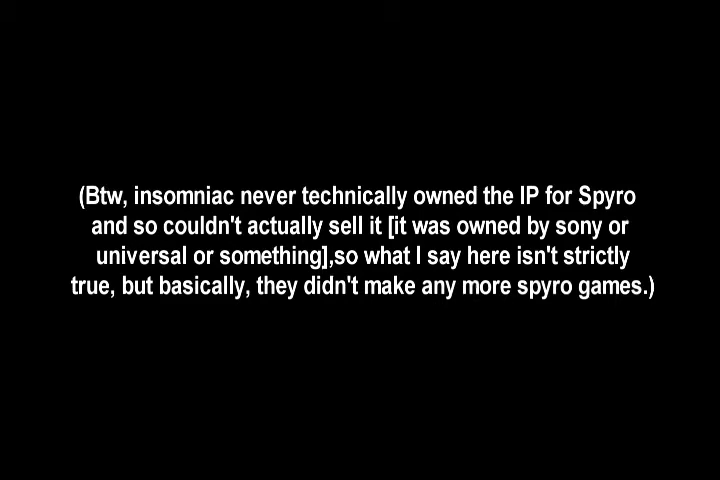 (Btw, insomniac never technically owned the IP for Spyro
and so couldn't actually sell it [it was owned by sony or
universal or something],so what I say here isn't strictly
true, but basically, they didn't make any more spyro games.)